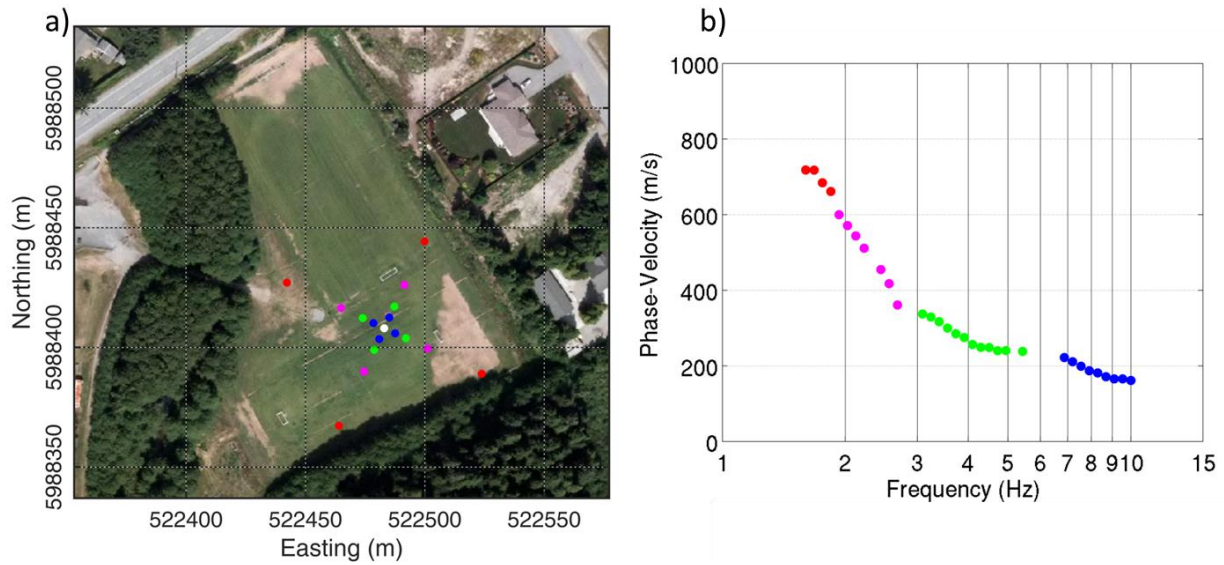 a)
5988500
5988450
5988400
5988350
Northing (m)
522400 522450 522500 522550
Easting (m)
b)
1000
800
600
400
200
0
Phase-Velocity (m/s)
1 2 3 4 5 6 7 8 9 10 15
Frequency (Hz)